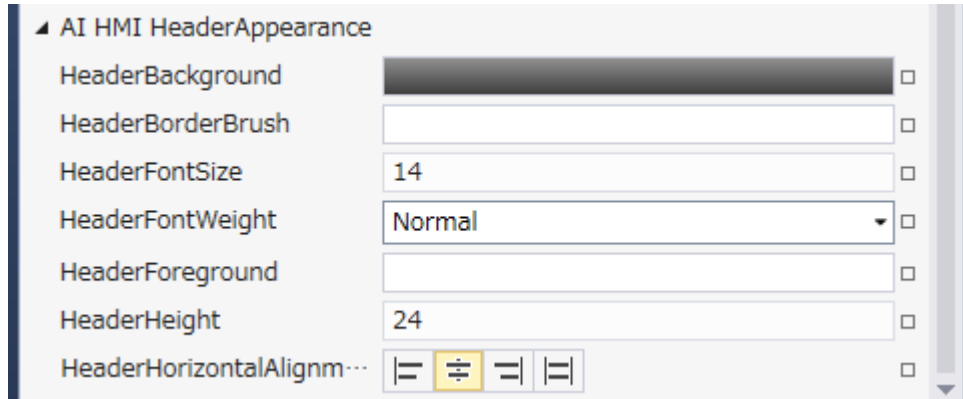 AI HMI HeaderAppearance
HeaderBackground
HeaderBorderBrush
HeaderFontSize 14
HeaderFontWeight Normal
HeaderForeground
HeaderHeight 24
HeaderHorizontalAlignm···